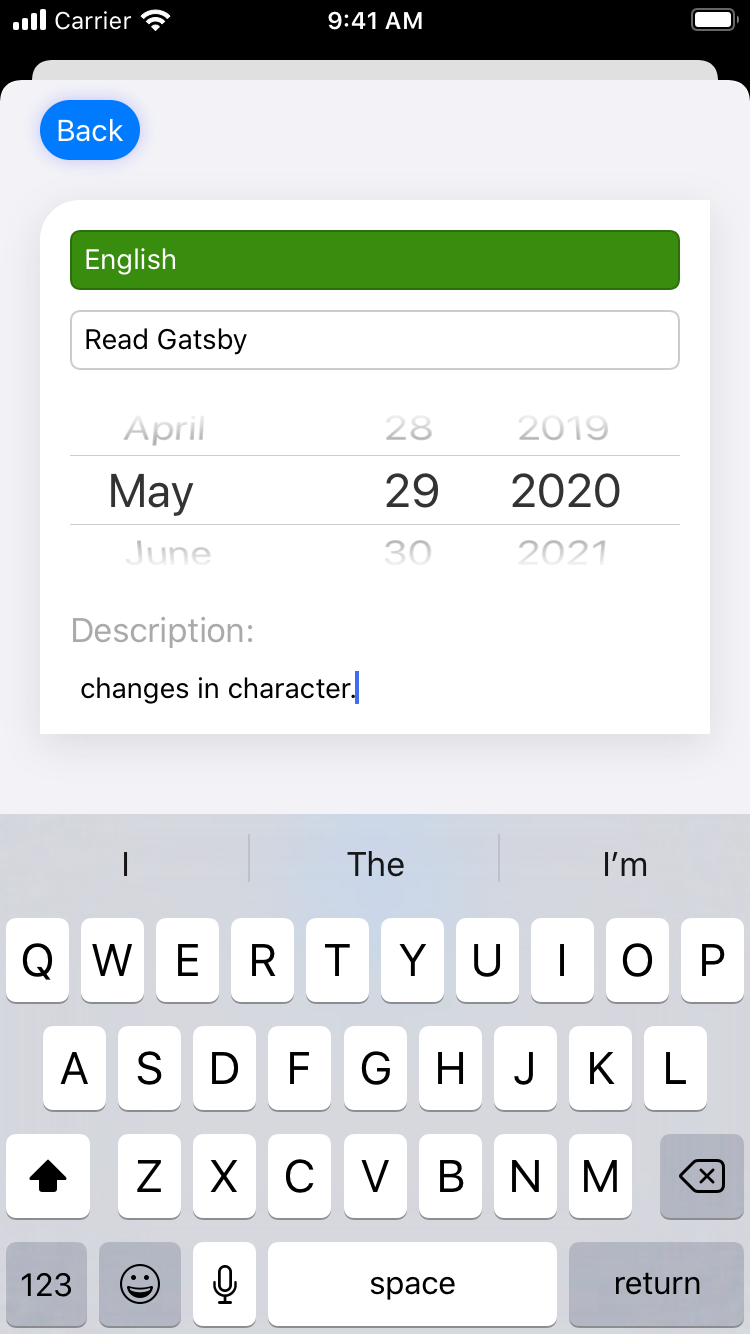 Carrier 9:41 AM
Back
English
Read Gatsby
April 28 2019
May 29 2020
June 30 2021
Description:
changes in character.
I The I’m
Q W E R T Y U I O P
A S D F G H J K L
Z X C V B N M
123 space return